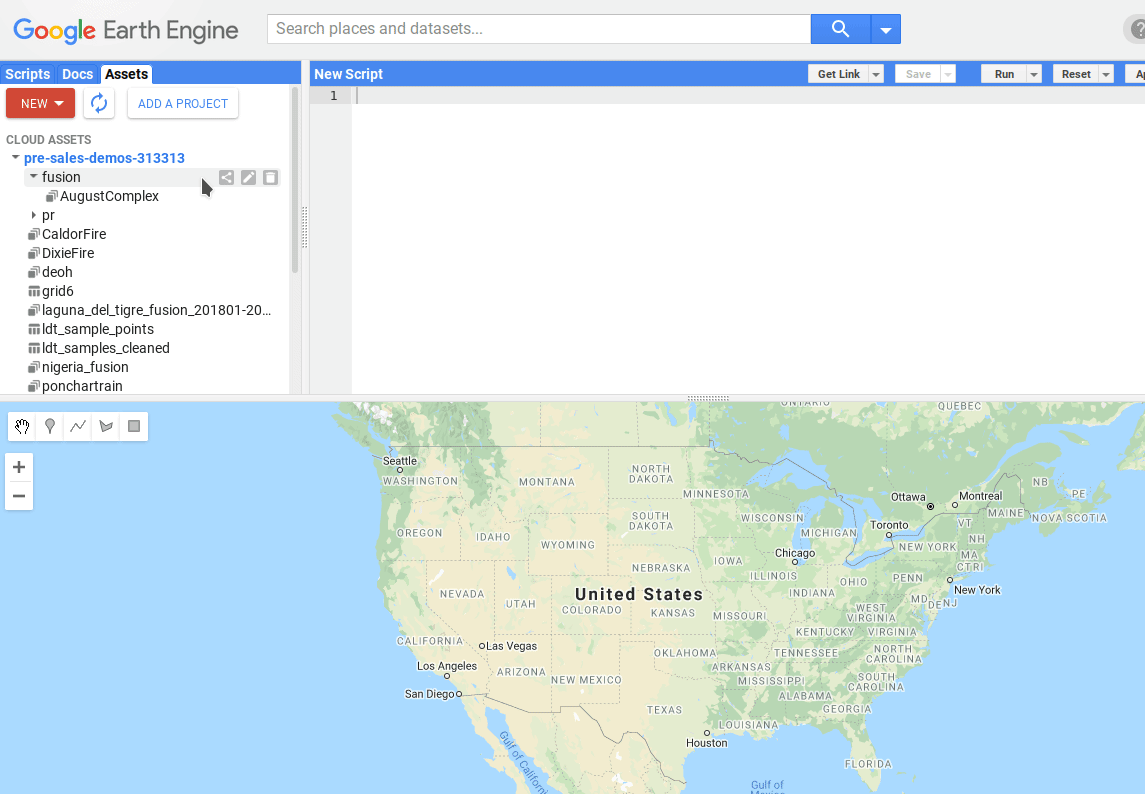 Google Earth Engine
Search places and datasets...
Scripts Docs Assets
NEW
ADD A PROJECT
CLOUD ASSETS
pre-sales-demos-313313
fusion
AugustComplex
pr
CaldorFire
DixieFire
deoh
grid6
laguna_del_tigre_fusion_201801-20...
ldt_sample_points
ldt_samples_cleaned
nigeria_fusion
ponchartrain
New Script
Get Link
Save
Run
Reset
Ap
1
ONTARIO
QUEBEC
Seattle
WASHINGTON
MONTANA
NORTH
DAKOTA
MINNESOTA
Ottawa
Montreal
NB
PE
MAINE
NOVA SCOTIA
OREGON
IDAHO
SOUTH
DAKOTA
WISCONSIN
MICHIGAN
Toronto
VT
NH
NEW YORK
MA
CT RI
WYOMING
Chicago
IOWA
NEBRASKA
ILLINOIS
INDIANA
OHIO
PENN
New York
NEVADA
UTAH
United States
COLORADO
KANSAS
MISSOURI
WEST
VIRGINIA
MD
DE
NJ
KENTUCKY
VIRGINIA
CALIFORNIA
Las Vegas
Los Angeles
San Diego
ARIZONA
NEW MEXICO
OKLAHOMA
ARKANSAS
TENNESSEE
NORTH
CAROLINA
MISSISSIPPI
ALABAMA
SOUTH
CAROLINA
GEORGIA
TEXAS
LOUISIANA
Houston
FLORIDA
Gulf of California
Gulf of
Mexico